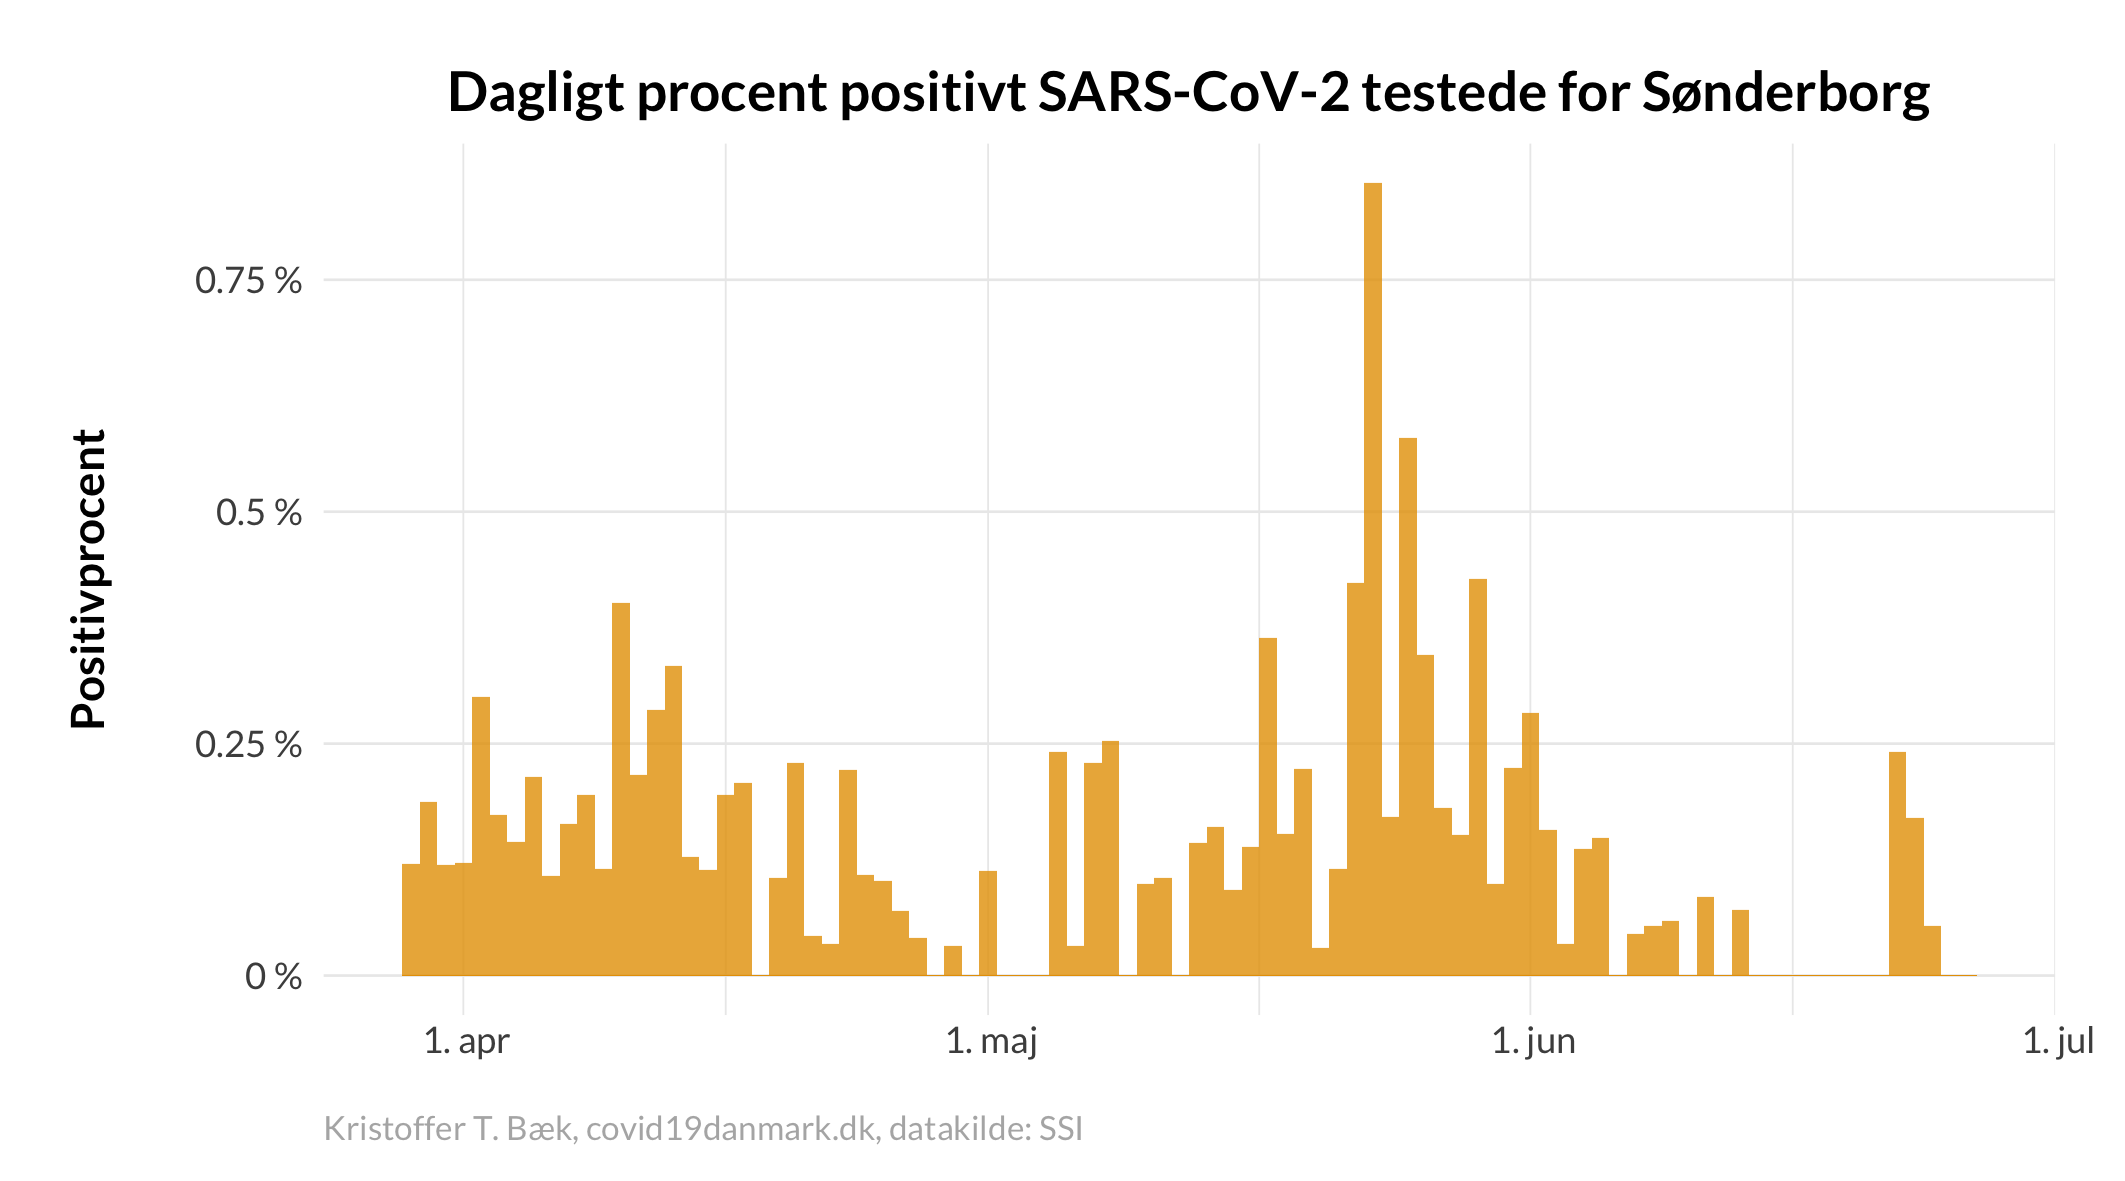 Dagligt procent positivt SARS-CoV-2 testede for Sønderborg
Positivprocent
0.75 %
0.5 %
0.25 %
0 %
1. apr
1. maj
1. jun
1. jul
Kristoffer T. Bæk, covid19danmark.dk, datakilde: SSI